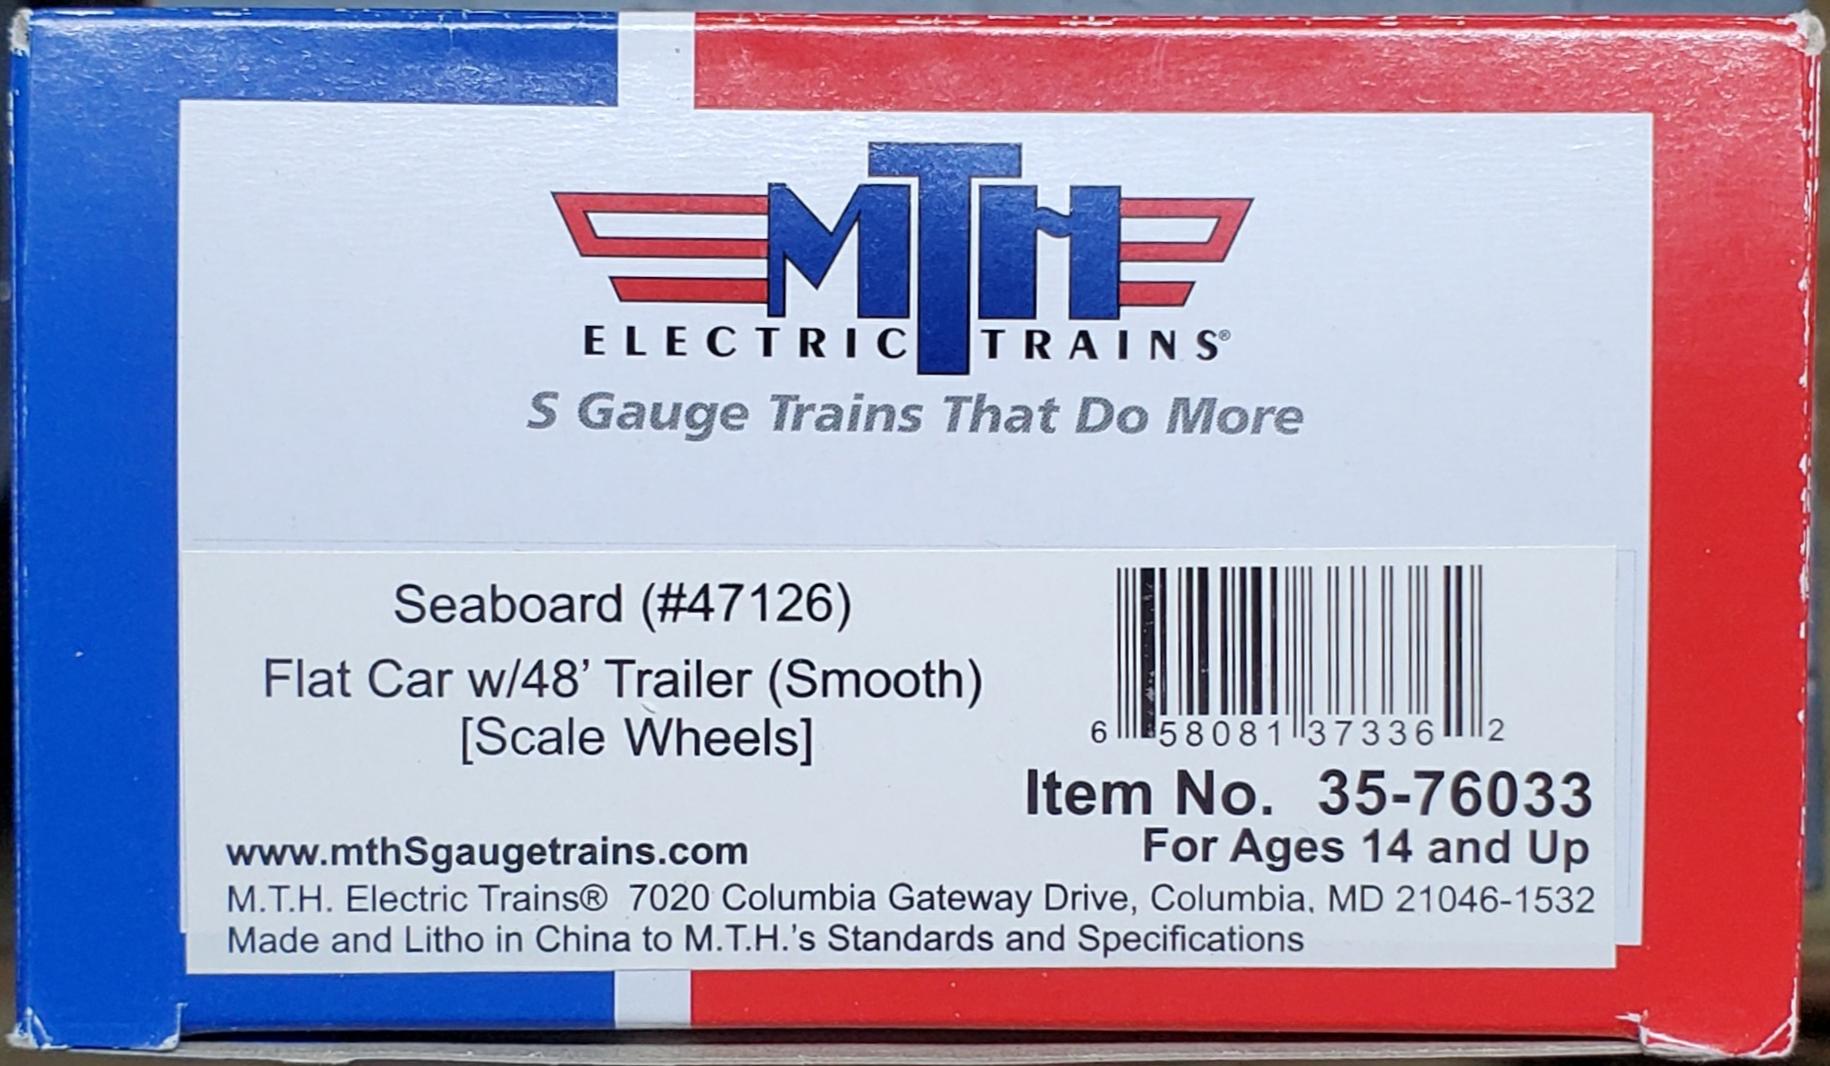 MTH
ELECTRIC TRAINS®
S Gauge Trains That Do More
Seaboard (#47126)
Flat Car w/48’ Trailer (Smooth)
[Scale Wheels]
6 58081 37336 2
Item No. 35-76033
For Ages 14 and Up
www.mthSgaugetrains.com
M.T.H. Electric Trains® 7020 Columbia Gateway Drive, Columbia, MD 21046-1532
Made and Litho in China to M.T.H.’s Standards and Specifications